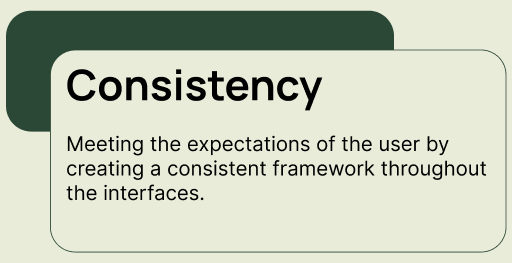 Consistency
Meeting the expectations of the user by
creating a consistent framework throughout
the interfaces.